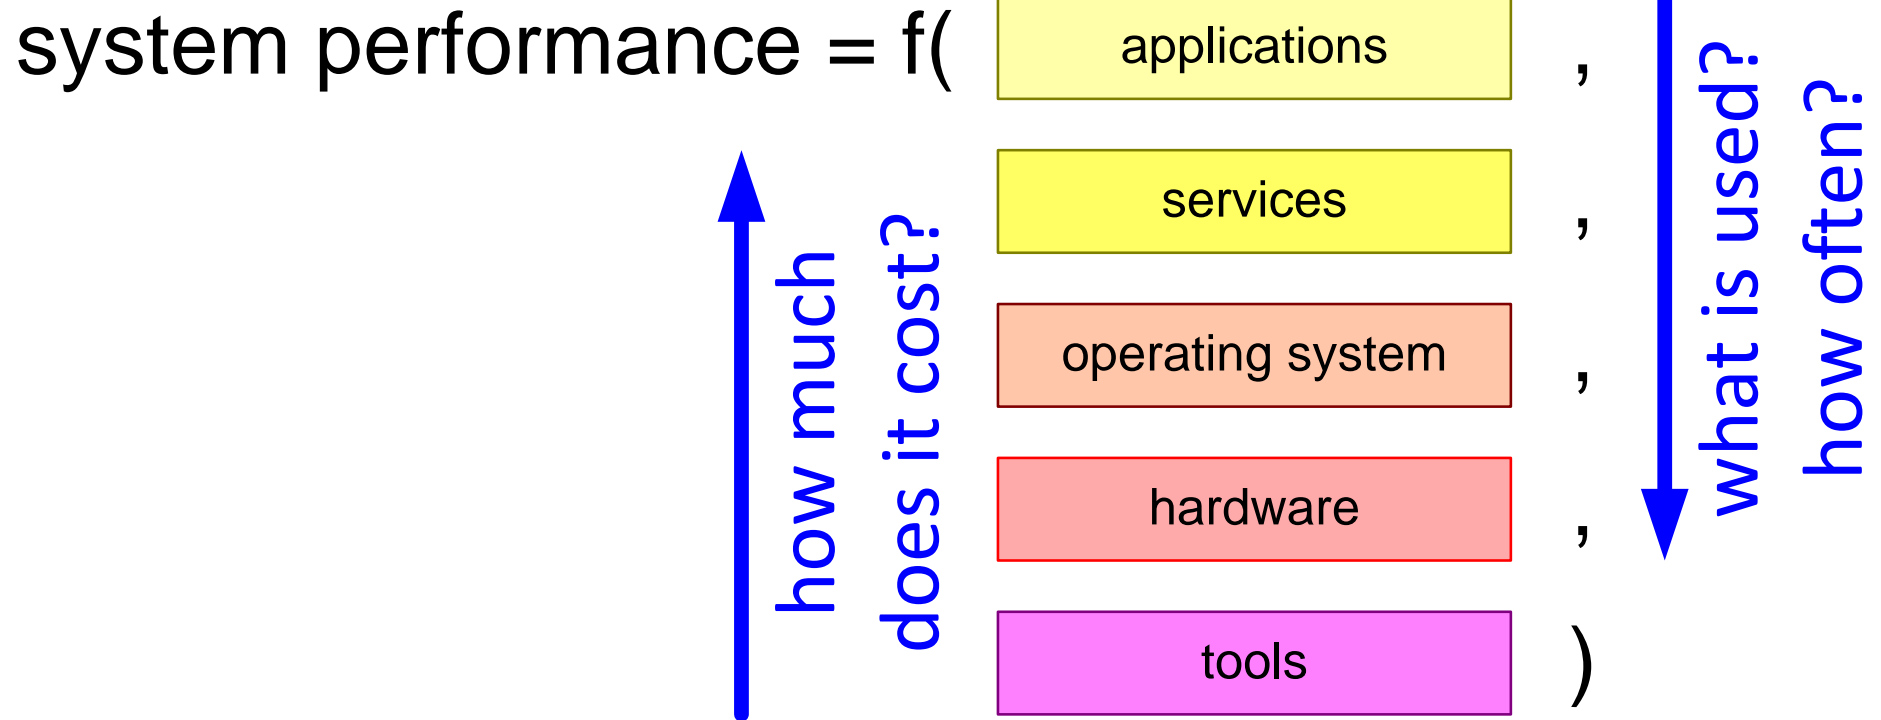 system performance = f( applications ,
services ,
operating system ,
hardware ,
tools )
how much
does it cost?
what is used?
how often?